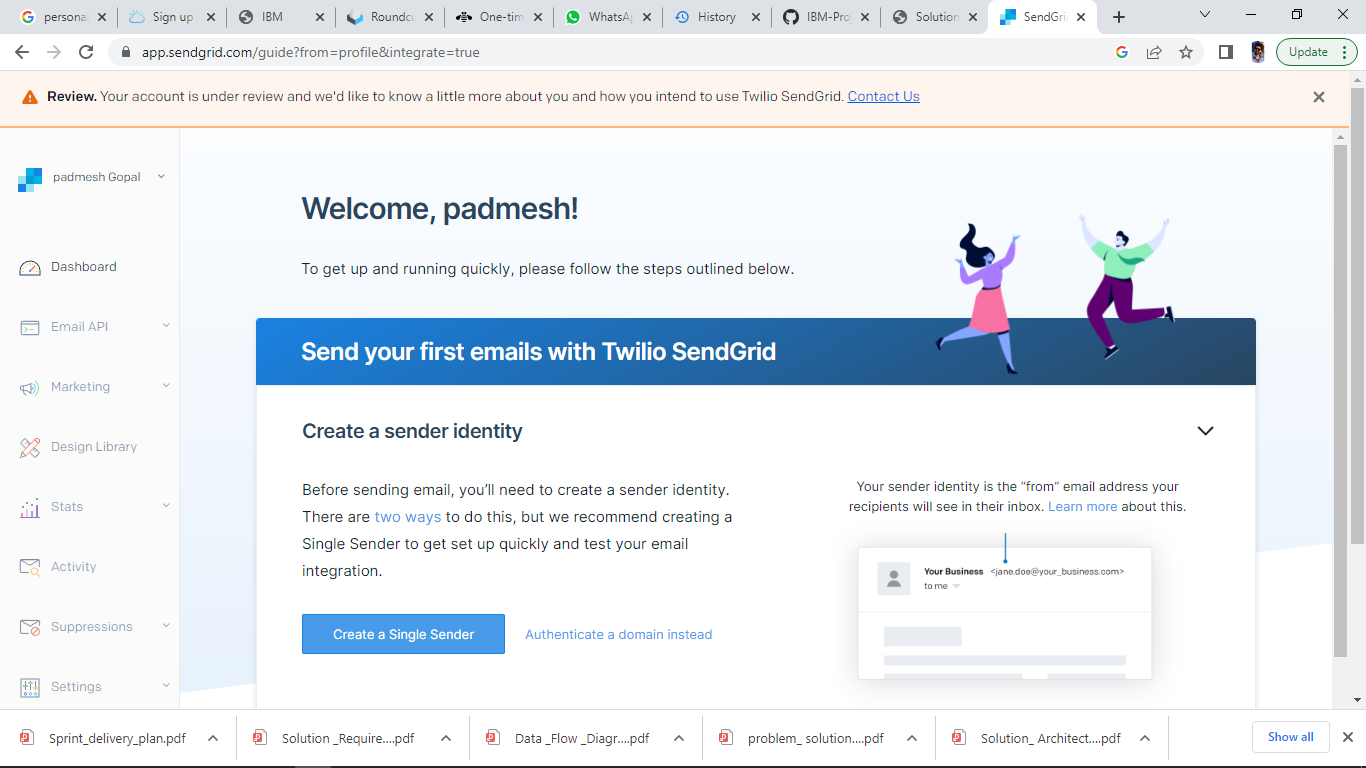 personal
Sign up
IBM
Roundcu
One-tim
WhatsAp
History
IBM-Proj
Solution
SendGri
app.sendgrid.com/guide?from=profile&integrate=true
Update
Review. Your account is under review and we'd like to know a little more about you and how you intend to use Twilio SendGrid. Contact Us
padmesh Gopal
Dashboard
Email API
Marketing
Design Library
Stats
Activity
Suppressions
Settings
Welcome, padmesh!
To get up and running quickly, please follow the steps outlined below.
Send your first emails with Twilio SendGrid
Create a sender identity
Before sending email, you’ll need to create a sender identity.
There are two ways to do this, but we recommend creating a
Single Sender to get set up quickly and test your email
integration.
Create a Single Sender
Authenticate a domain instead
Your sender identity is the “from” email address your
recipients will see in their inbox. Learn more about this.
Your Business <jane.doe@your_business.com>
to me
Sprint_delivery_plan.pdf
Solution _Require....pdf
Data _Flow _Diagr....pdf
problem_ solution....pdf
Solution_ Architect....pdf
Show all